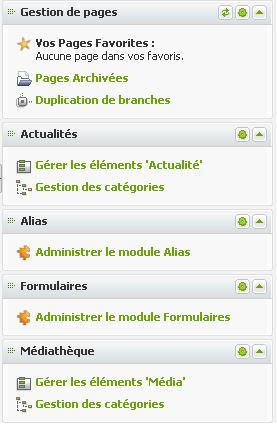 Gestion de pages
Vos Pages Favorites :
Aucune page dans vos favoris.
Pages Archivées
Duplication de branches
Actualités
Gérer les éléments 'Actualité'
Gestion des catégories
Alias
Administrer le module Alias
Formulaires
Administrer le module Formulaires
Médiathèque
Gérer les éléments 'Média'
Gestion des catégories